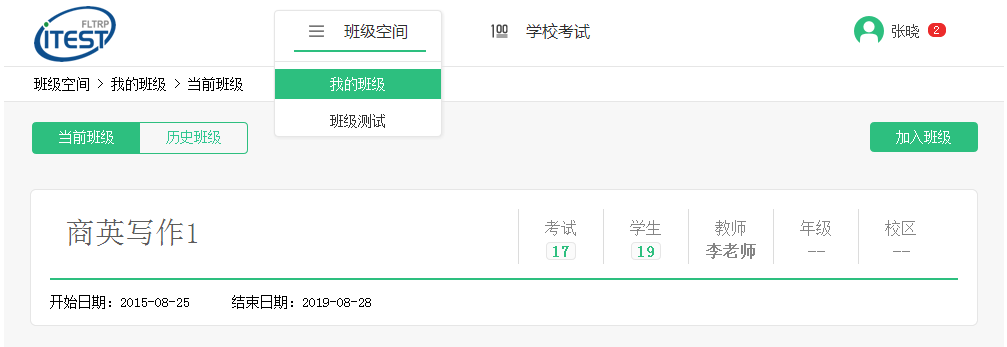 FLTRP
iTEST
班级空间
100 学校考试
张晓 2
班级空间 > 我的班级 > 当前班级
我的班级
班级测试
当前班级 历史班级
加入班级
商英写作1
考试 学生 教师 年级 校区
17 19 李老师 -- --
开始日期：2015-08-25 结束日期：2019-08-28